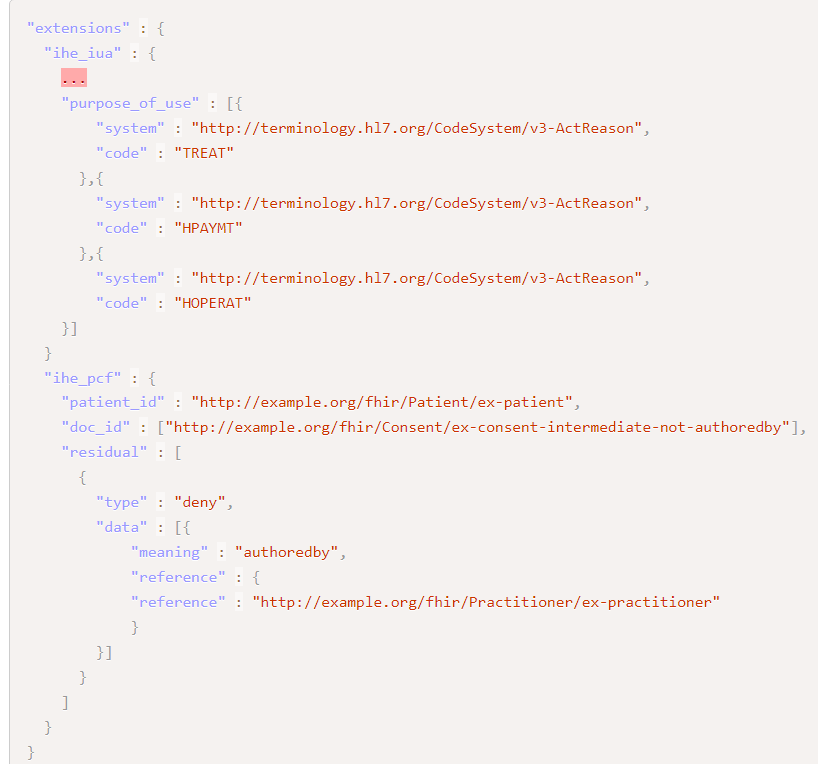 "extensions" : {
"ihe_iua" : {
...
"purpose_of_use" : [{
"system" : "http://terminology.hl7.org/CodeSystem/v3-ActReason",
"code" : "TREAT"
},{
"system" : "http://terminology.hl7.org/CodeSystem/v3-ActReason",
"code" : "HPAYMT"
},{
"system" : "http://terminology.hl7.org/CodeSystem/v3-ActReason",
"code" : "HOPERAT"
}]
}
"ihe_pcf" : {
"patient_id" : "http://example.org/fhir/Patient/ex-patient",
"doc_id" : ["http://example.org/fhir/Consent/ex-consent-intermediate-not-authoredby"],
"residual" : [
{
"type" : "deny",
"data" : [{
"meaning" : "authoredby",
"reference" : {
"reference" : "http://example.org/fhir/Practitioner/ex-practitioner"
}
}]
}
]
}
}